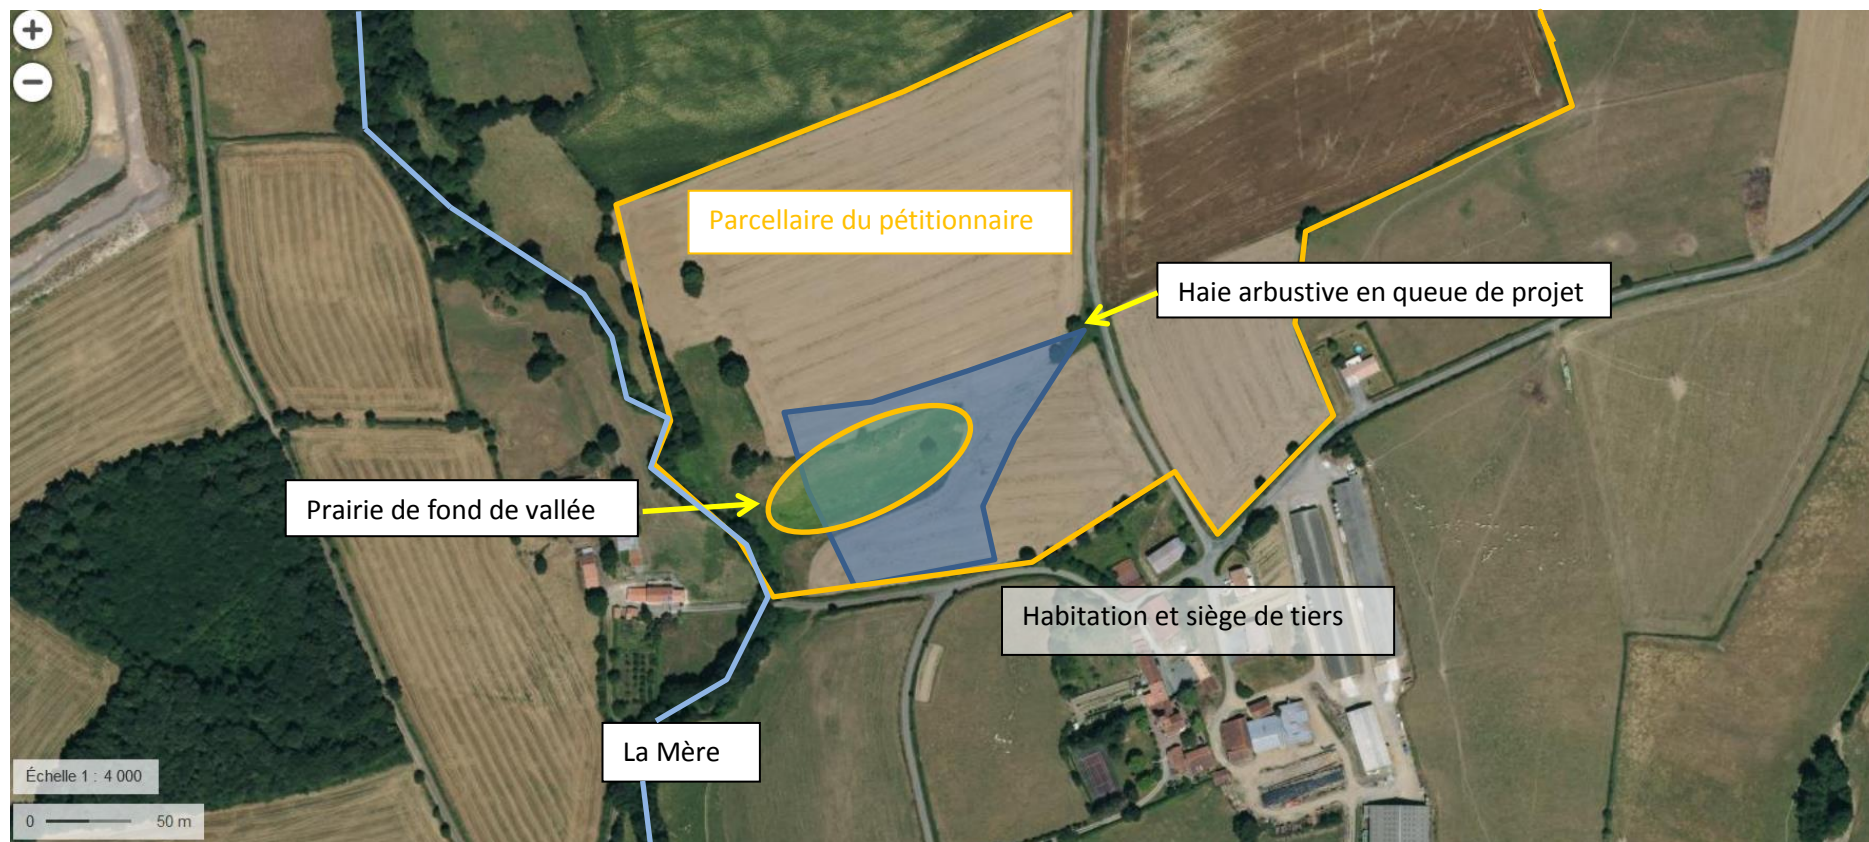 +
−
Parcellaire du pétitionnaire
Haie arbustive en queue de projet
Prairie de fond de vallée
Habitation et siège de tiers
La Mère
Échelle 1 : 4 000
0 50 m